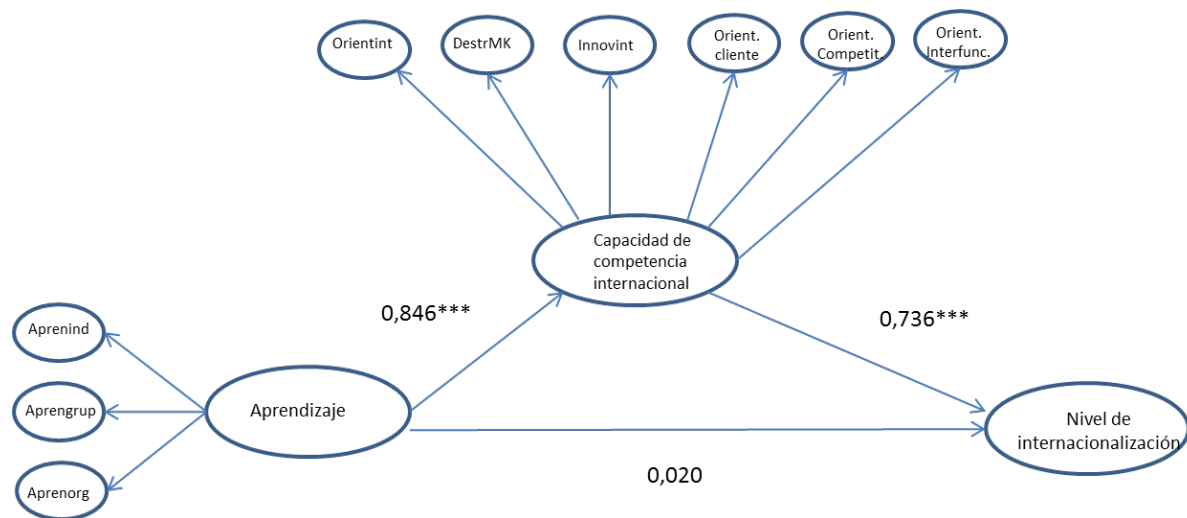 Orientint
DestrMK
Innovint
Orient.
cliente
Orient.
Competit.
Orient.
Interfunc.
Capacidad de
competencia
internacional
0,846***
0,736***
Aprenind
Aprengrup
Aprenorg
Aprendizaje
Nivel de
internacionalización
0,020